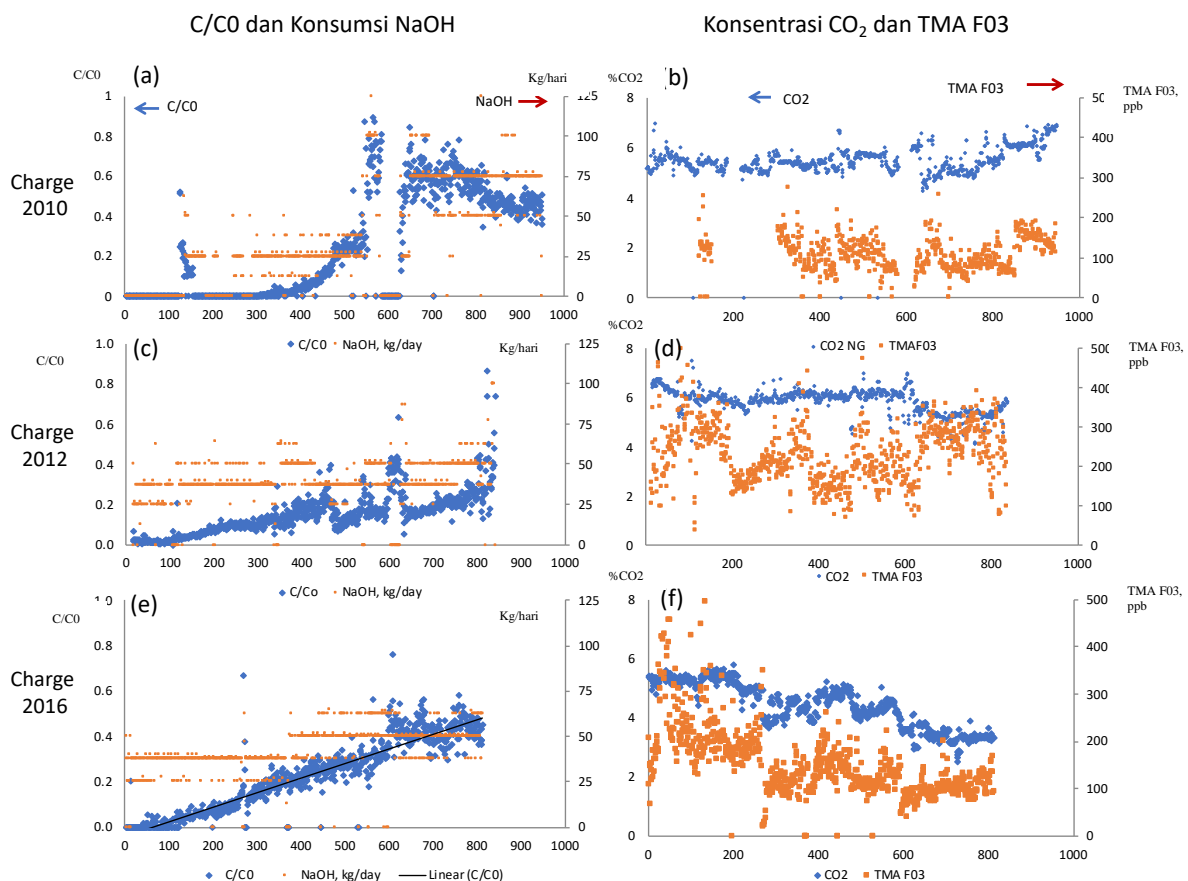 C/C0 dan Konsumsi NaOH
Konsentrasi CO2 dan TMA F03
C/C0
(a)
Kg/hari
C/C0
NaOH
1
0.8
0.6
0.4
0.2
0
125
100
75
50
25
0
0 100 200 300 400 500 600 700 800 900 1000
Charge
2010
%CO2
(b)
TMA F03
TMA F03,
ppb
CO2
8
6
4
2
0
500
400
300
200
100
0
0 200 400 600 800 1000
C/C0 NaOH, kg/day
C/C0
(c)
Kg/hari
1.0
0.8
0.6
0.4
0.2
0.0
125
100
75
50
25
0
0 100 200 300 400 500 600 700 800 900 1000
Charge
2012
CO2 NG TMAF03
%CO2
(d)
TMA F03,
ppb
8
6
4
2
0
500
400
300
200
100
0
0 200 400 600 800 1000
C/Co NaOH, kg/day
CO2 TMA F03
C/C0
(e)
Kg/hari
1.0
0.8
0.6
0.4
0.2
0.0
125
100
75
50
25
0
0 100 200 300 400 500 600 700 800 900 1000
C/C0 NaOH, kg/day Linear (C/C0)
Charge
2016
%CO2
(f)
TMA F03,
ppb
8
6
4
2
0
500
400
300
200
100
0
0 200 400 600 800 1000
CO2 TMA F03